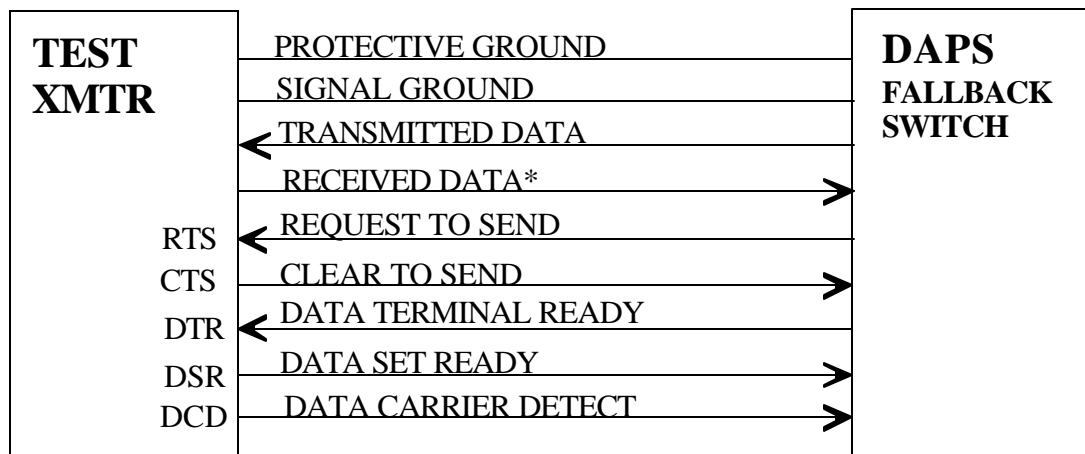 TEST
XMTR
PROTECTIVE GROUND
SIGNAL GROUND
TRANSMITTED DATA
RECEIVED DATA*
RTS
REQUEST TO SEND
CTS
CLEAR TO SEND
DTR
DATA TERMINAL READY
DSR
DATA SET READY
DCD
DATA CARRIER DETECT
DAPS
FALLBACK
SWITCH